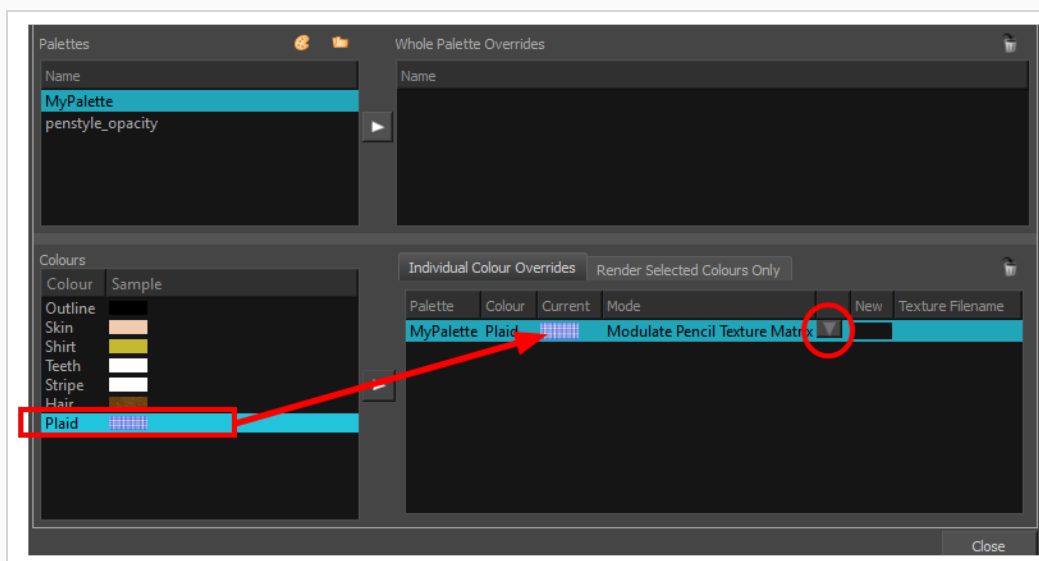 Palettes
Whole Palette Overrides
Name
Name
MyPalette
penstyle_opacity
Colours
Individual Colour Overrides
Render Selected Colours Only
Colour Sample
Palette Colour Current Mode New Texture Filename
Outline
MyPalette Plaid Modulate Pencil Texture Matrix
Skin
Shirt
Teeth
Stripe
Hair
Plaid
Close